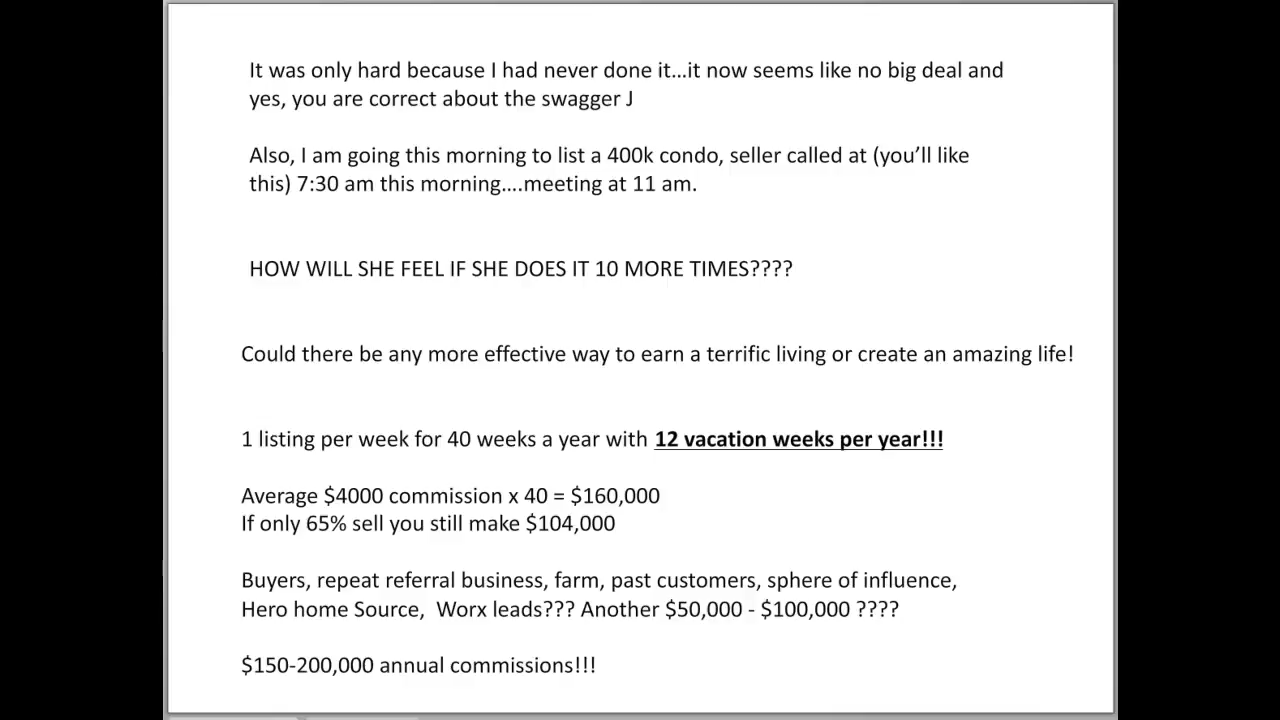 It was only hard because I had never done it...it now seems like no big deal and
yes, you are correct about the swagger J
Also, I am going this morning to list a 400k condo, seller called at (you’ll like
this) 7:30 am this morning....meeting at 11 am.
HOW WILL SHE FEEL IF SHE DOES IT 10 MORE TIMES????
Could there be any more effective way to earn a terrific living or create an amazing life!
1 listing per week for 40 weeks a year with 12 vacation weeks per year!!!
Average $4000 commission x 40 = $160,000
If only 65% sell you still make $104,000
Buyers, repeat referral business, farm, past customers, sphere of influence,
Hero home Source,  Worx leads??? Another $50,000 - $100,000 ????
$150-200,000 annual commissions!!!